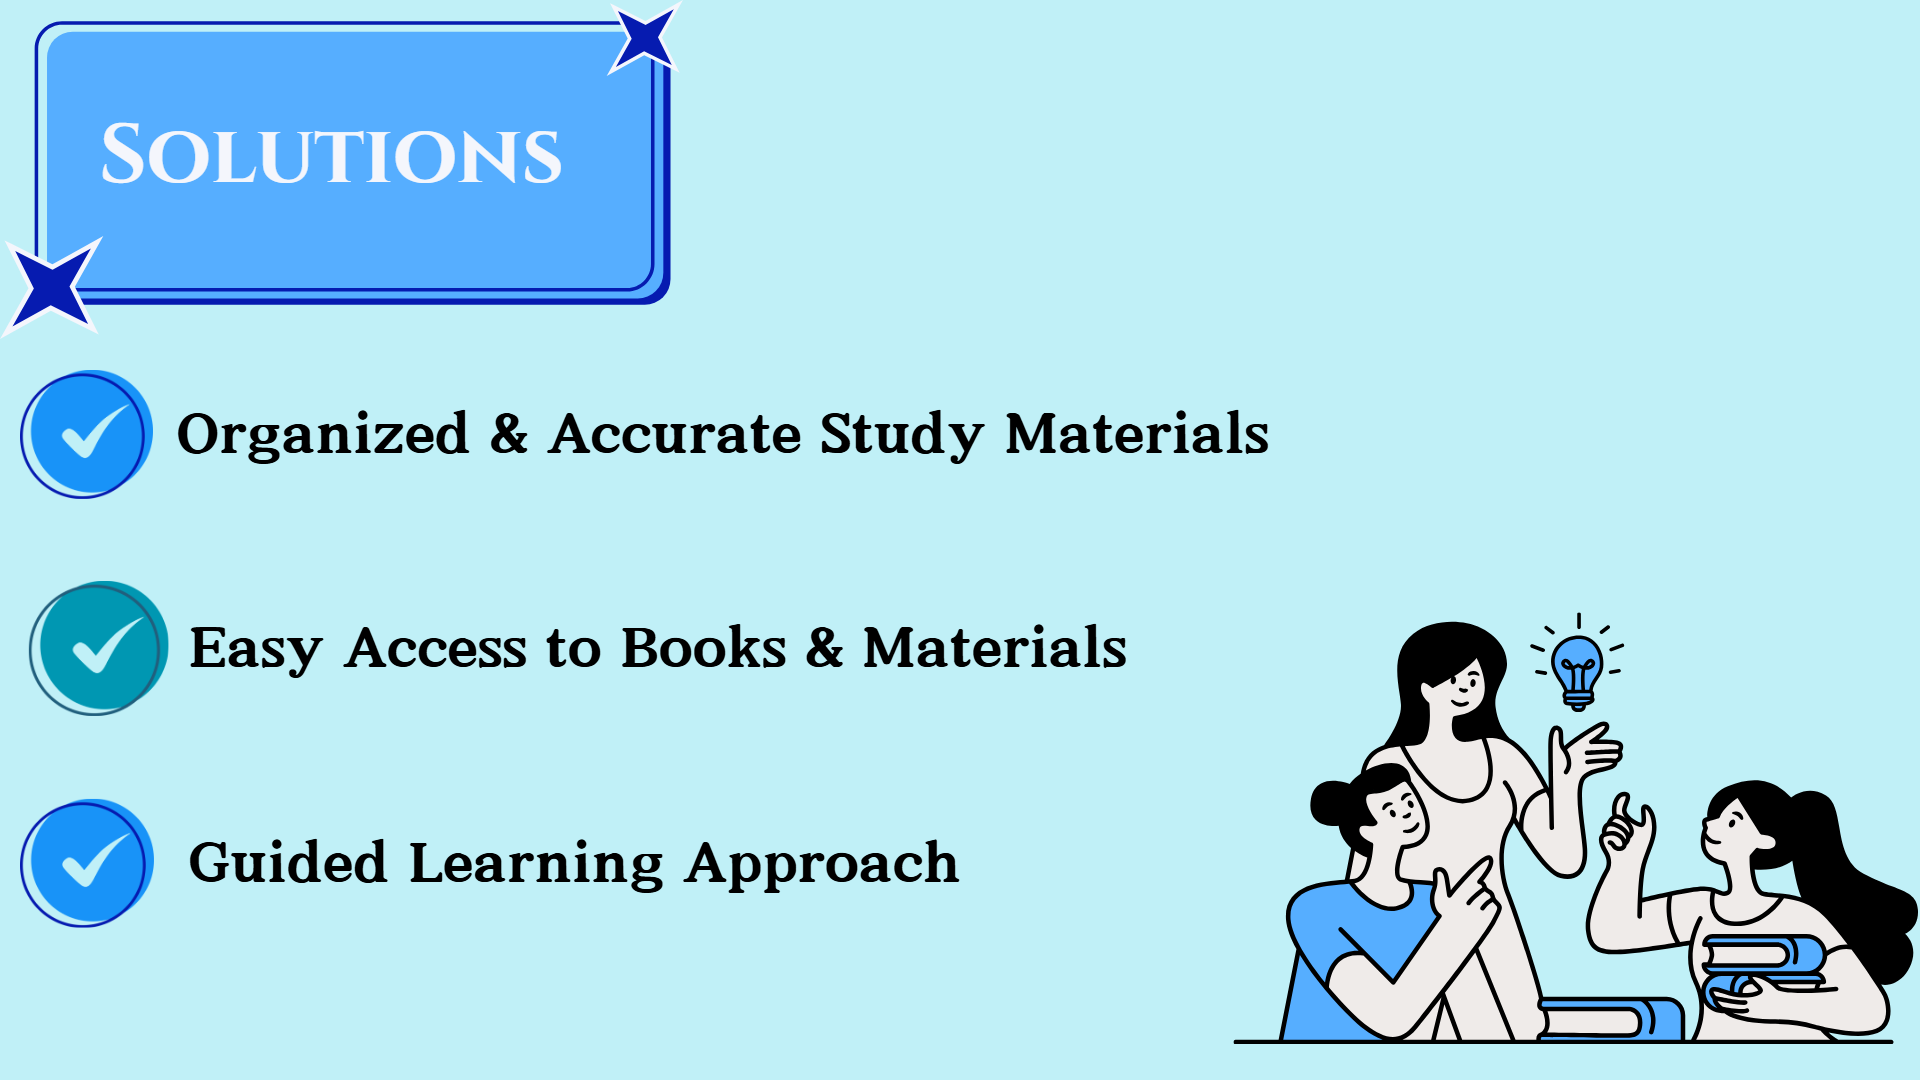 Solutions
Organized & Accurate Study Materials
Easy Access to Books & Materials
Guided Learning Approach